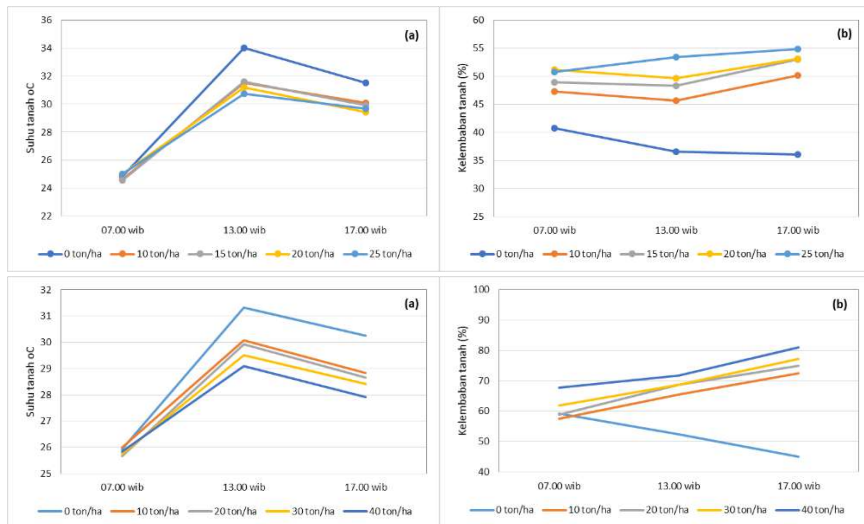 (a)
Suhu tanah oC
36
34
32
30
28
26
24
22
07.00 wib 13.00 wib 17.00 wib
0 ton/ha 10 ton/ha 15 ton/ha 20 ton/ha 25 ton/ha
(b)
Kelembaban tanah (%)
60
55
50
45
40
35
30
25
07.00 wib 13.00 wib 17.00 wib
0 ton/ha 10 ton/ha 15 ton/ha 20 ton/ha 25 ton/ha
(a)
Suhu tanah oC
32
31
30
29
28
27
26
25
07.00 wib 13.00 wib 17.00 wib
0 ton/ha 10 ton/ha 20 ton/ha 30 ton/ha 40 ton/ha
(b)
Kelembaban tanah (%)
100
90
80
70
60
50
40
07.00 wib 13.00 wib 17.00 wib
0 ton/ha 10 ton/ha 20 ton/ha 30 ton/ha 40 ton/ha